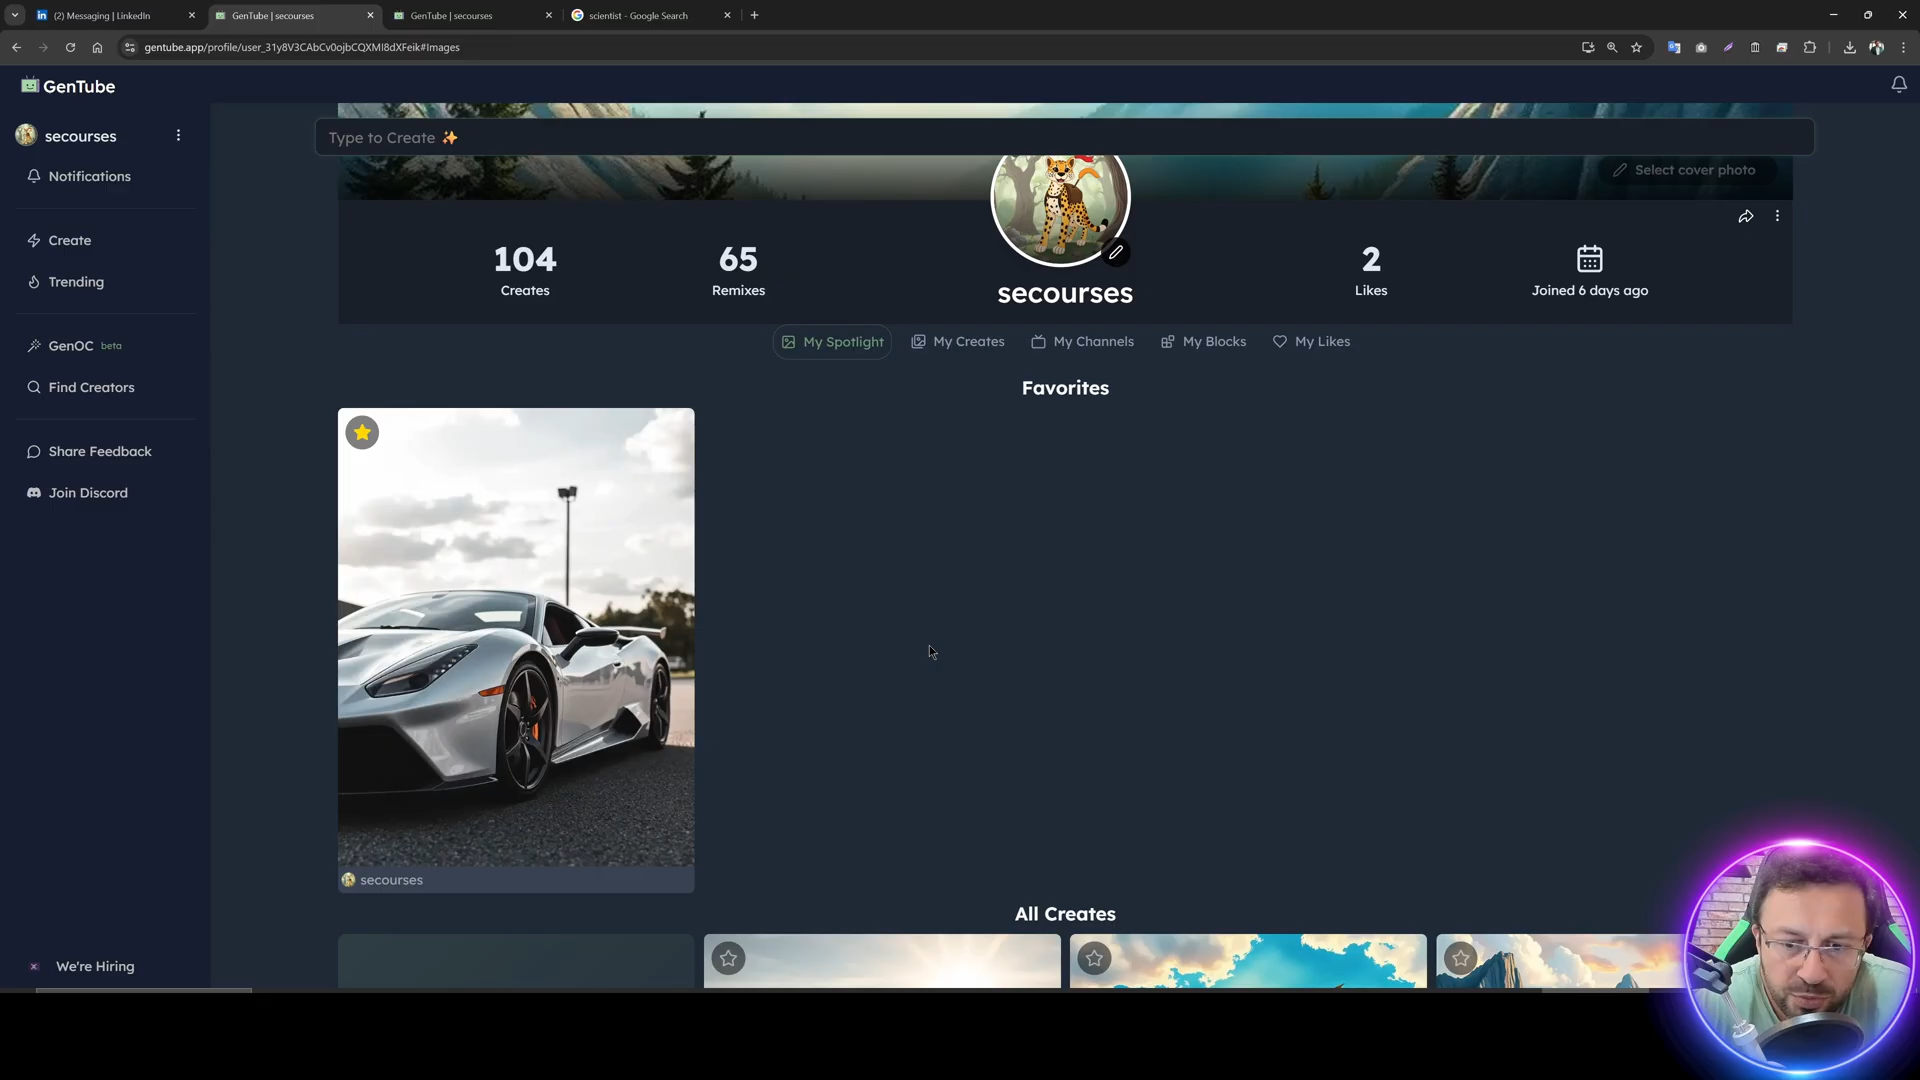 (2) Messaging | LinkedIn
GenTube | secourses
GenTube | secourses
scientist - Google Search
gentube.app/profile/user_31y8V3CAbCv0ojbCQXMI8dXFeik#Images
GenTube
secourses
Notifications
Create
Trending
GenOC beta
Find Creators
Share Feedback
Join Discord
We're Hiring
Type to Create ✨
Select cover photo
104
Creates
65
Remixes
secourses
2
Likes
Joined 6 days ago
My Spotlight
My Creates
My Channels
My Blocks
My Likes
Favorites
secourses
All Creates